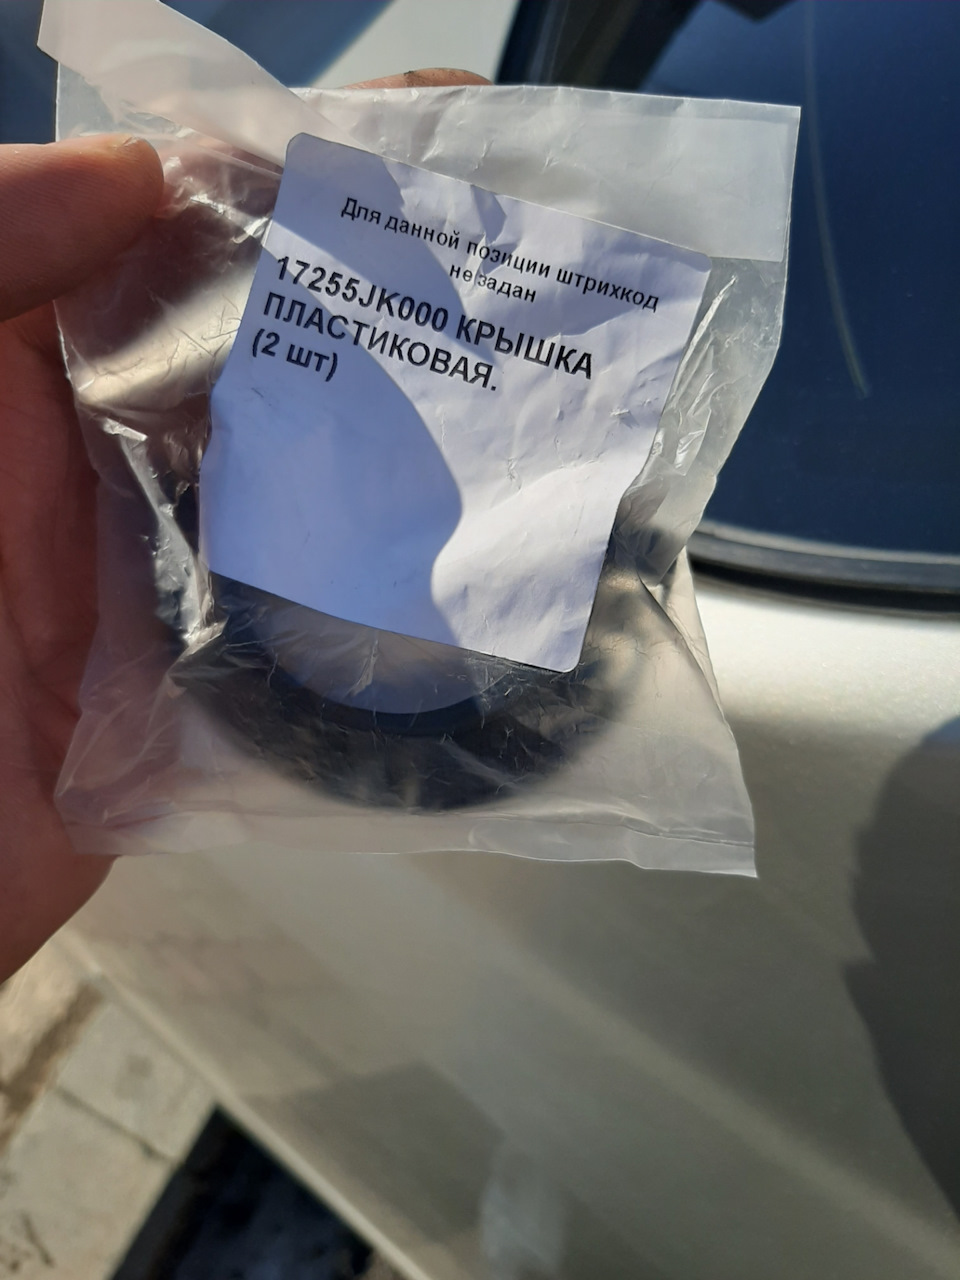 Для данной позиции штрихкод
не задан
17255JK000 КРЫШКА
ПЛАСТИКОВАЯ.
(2 шт)